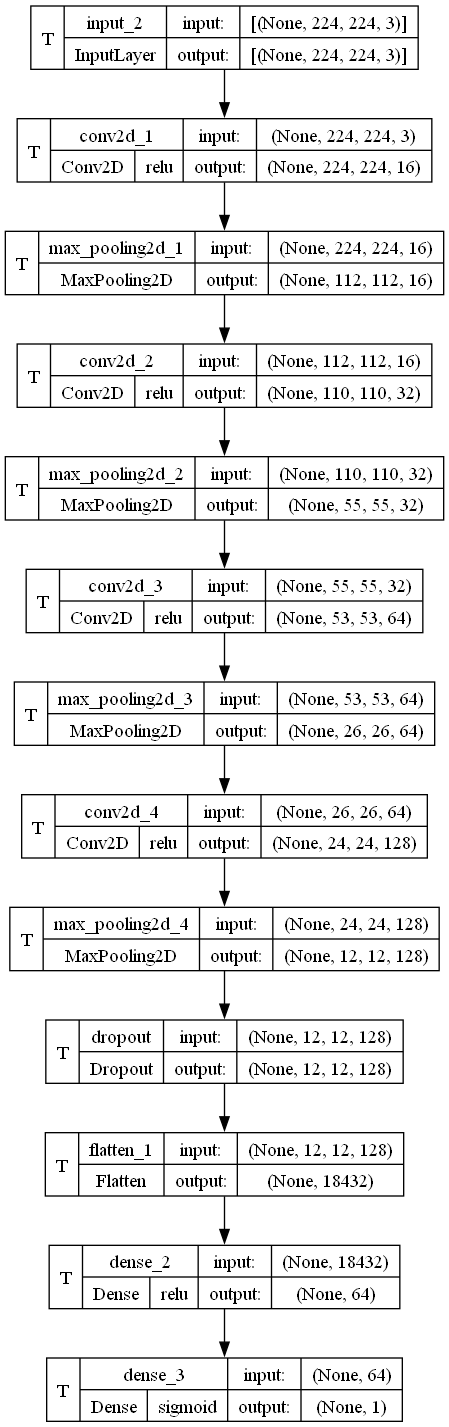 T input_2 input: [(None, 224, 224, 3)]
InputLayer output: [(None, 224, 224, 3)]
T conv2d_1 input: (None, 224, 224, 3)
Conv2D relu output: (None, 224, 224, 16)
T max_pooling2d_1 input: (None, 224, 224, 16)
MaxPooling2D output: (None, 112, 112, 16)
T conv2d_2 input: (None, 112, 112, 16)
Conv2D relu output: (None, 110, 110, 32)
T max_pooling2d_2 input: (None, 110, 110, 32)
MaxPooling2D output: (None, 55, 55, 32)
T conv2d_3 input: (None, 55, 55, 32)
Conv2D relu output: (None, 53, 53, 64)
T max_pooling2d_3 input: (None, 53, 53, 64)
MaxPooling2D output: (None, 26, 26, 64)
T conv2d_4 input: (None, 26, 26, 64)
Conv2D relu output: (None, 24, 24, 128)
T max_pooling2d_4 input: (None, 24, 24, 128)
MaxPooling2D output: (None, 12, 12, 128)
T dropout input: (None, 12, 12, 128)
Dropout output: (None, 12, 12, 128)
T flatten_1 input: (None, 12, 12, 128)
Flatten output: (None, 18432)
T dense_2 input: (None, 18432)
Dense relu output: (None, 64)
T dense_3 input: (None, 64)
Dense sigmoid output: (None, 1)